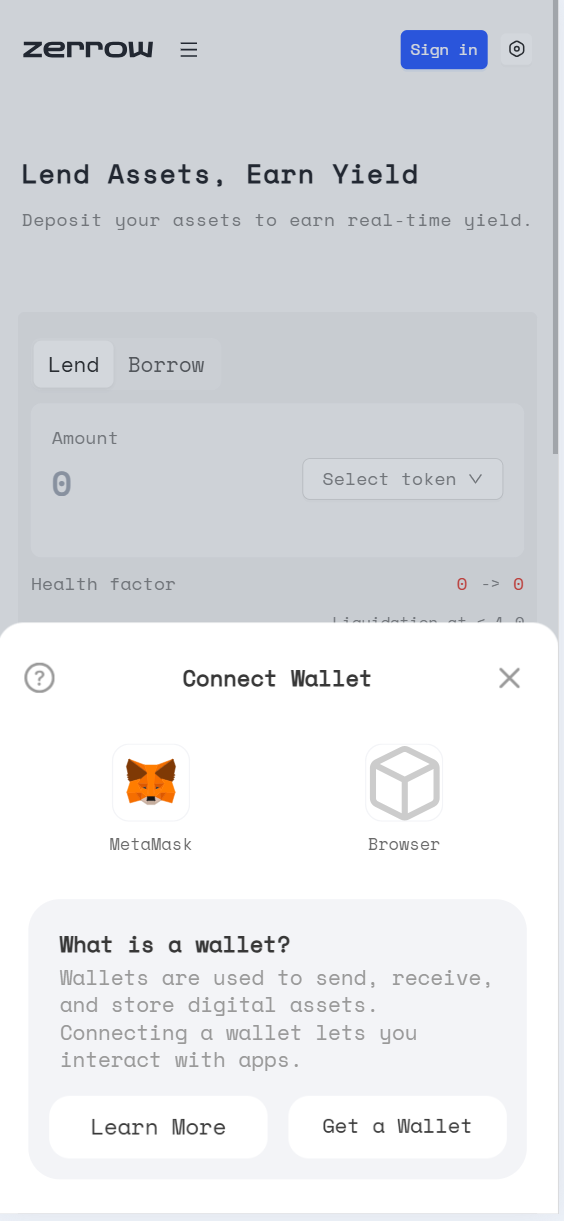 zerrow
Sign in
Lend Assets, Earn Yield
Deposit your assets to earn real-time yield.
Lend Borrow
Amount
0
Select token
Health factor 0 -> 0
Liquidation at < 1.0
? Connect Wallet
MetaMask Browser
What is a wallet?
Wallets are used to send, receive,
and store digital assets.
Connecting a wallet lets you
interact with apps.
Learn More Get a Wallet